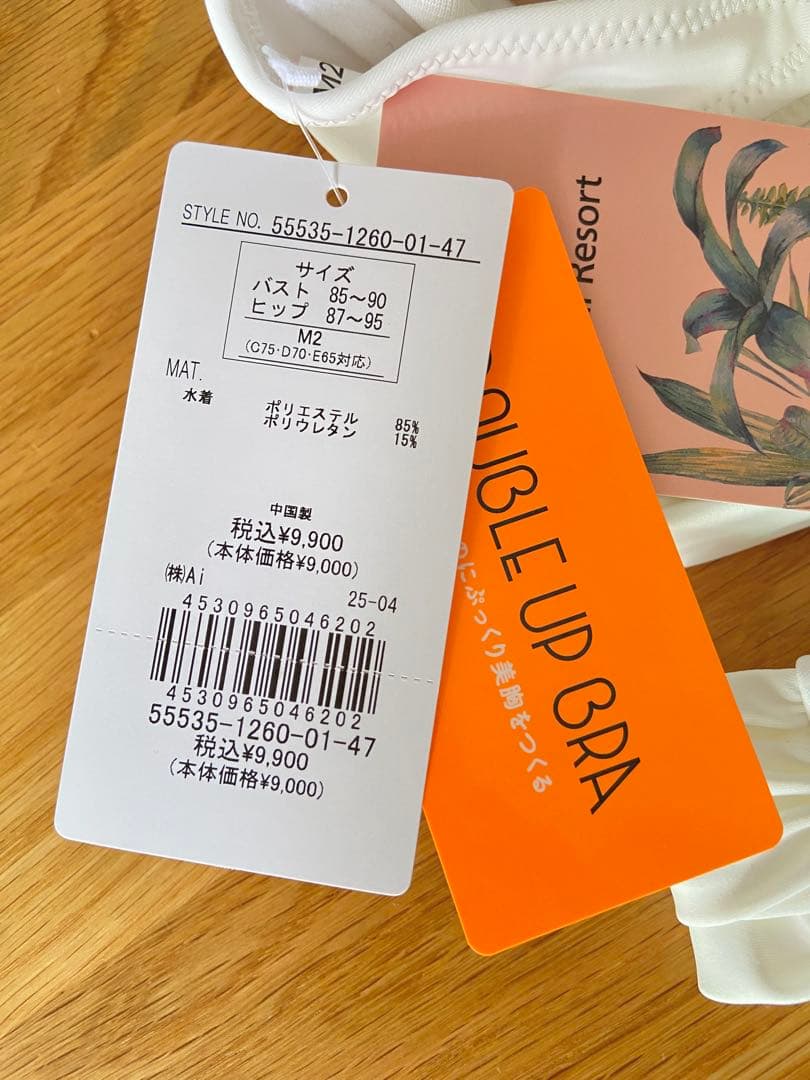 M2
STYLE NO. 55535-1260-01-47
サイズ
バスト 85～90
ヒップ 87～95
M2
(C75･D70･E65対応)
MAT.
水着 ポリエステル 85%
ポリウレタン 15%
中国製
税込¥9,900
(本体価格¥9,000)
㈱Ai
25-04
4530965046202
4530965046202
55535-1260-01-47
税込¥9,900
(本体価格¥9,000)
Resort
UBLE UP BRA
のにぷっくり美胸をつくる